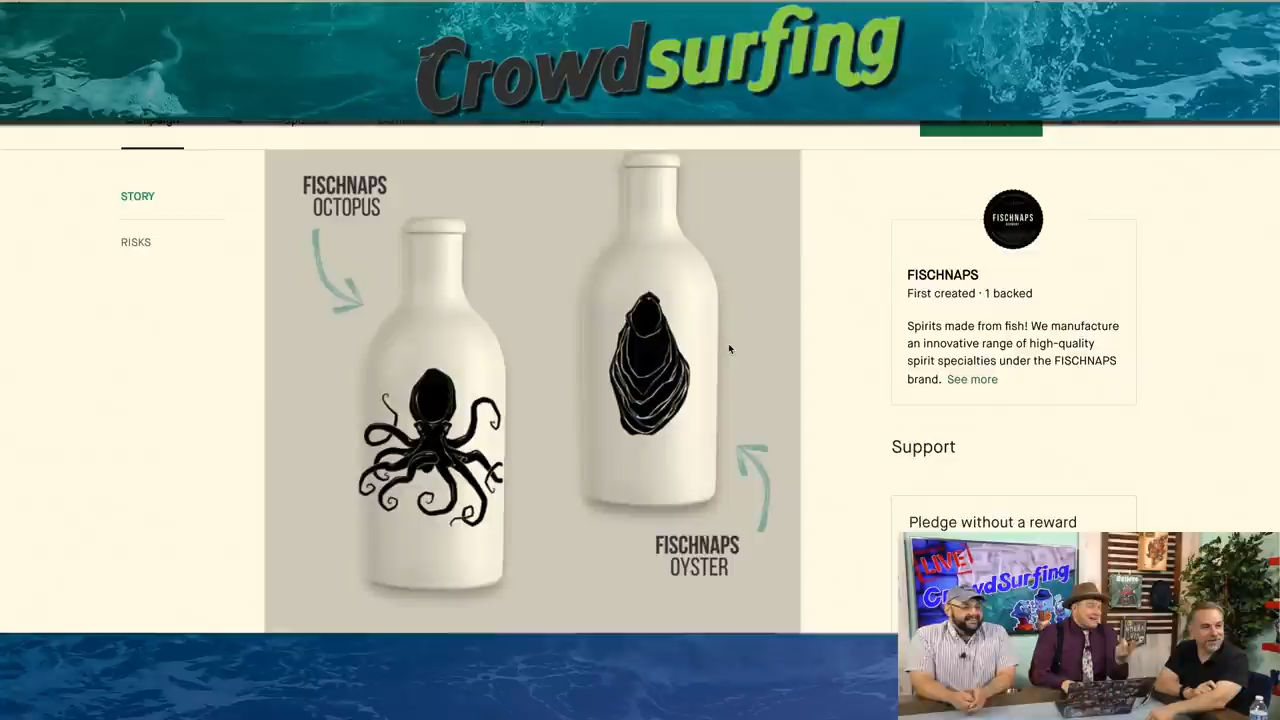 Crowdsurfing
STORY
RISKS
FISCHNAPS
OCTOPUS
FISCHNAPS
OYSTER
FISCHNAPS
FISCHNAPS
First created · 1 backed
Spirits made from fish! We manufacture
an innovative range of high-quality
spirit specialties under the FISCHNAPS
brand. See more
Support
Pledge without a reward
LIVE!
CrowdSurfing